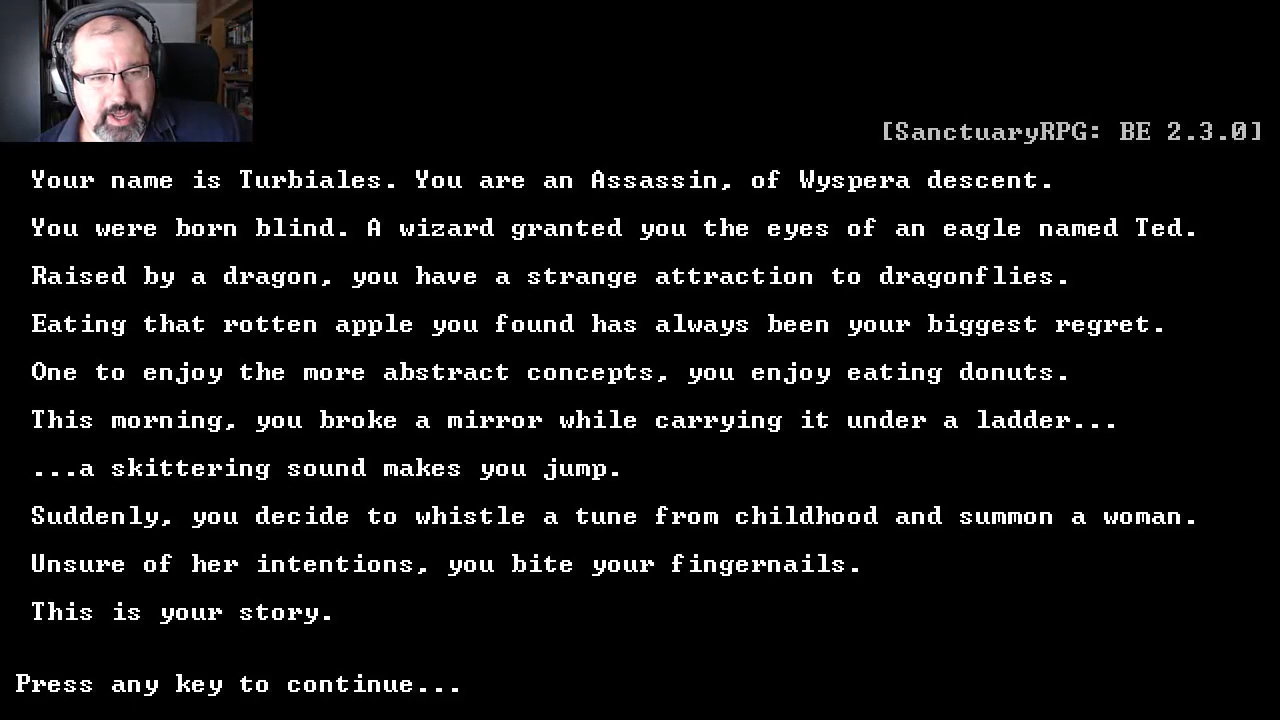 [SanctuaryRPG: BE 2.3.0]
Your name is Turbiales. You are an Assassin, of Wyspera descent.
You were born blind. A wizard granted you the eyes of an eagle named Ted.
Raised by a dragon, you have a strange attraction to dragonflies.
Eating that rotten apple you found has always been your biggest regret.
One to enjoy the more abstract concepts, you enjoy eating donuts.
This morning, you broke a mirror while carrying it under a ladder...
...a skittering sound makes you jump.
Suddenly, you decide to whistle a tune from childhood and summon a woman.
Unsure of her intentions, you bite your fingernails.
This is your story.
Press any key to continue...